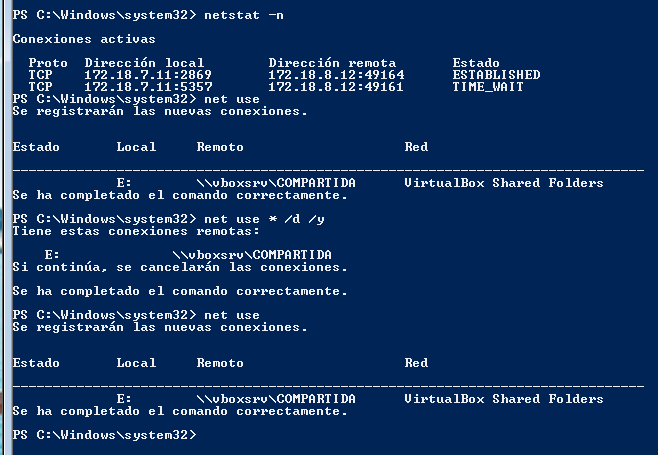 PS C:\Windows\system32> netstat -n
Conexiones activas
Proto Dirección local Dirección remota Estado
TCP 172.18.7.11:2869 172.18.8.12:49164 ESTABLISHED
TCP 172.18.7.11:5357 172.18.8.12:49161 TIME_WAIT
PS C:\Windows\system32> net use
Se registrarán las nuevas conexiones.
Estado Local Remoto Red
E: \\vboxsrv\COMPARTIDA VirtualBox Shared Folders
Se ha completado el comando correctamente.
PS C:\Windows\system32> net use * /d /y
Tiene estas conexiones remotas:
E: \\vboxsrv\COMPARTIDA
Si continúa, se cancelarán las conexiones.
Se ha completado el comando correctamente.
PS C:\Windows\system32> net use
Se registrarán las nuevas conexiones.
Estado Local Remoto Red
E: \\vboxsrv\COMPARTIDA VirtualBox Shared Folders
Se ha completado el comando correctamente.
PS C:\Windows\system32>